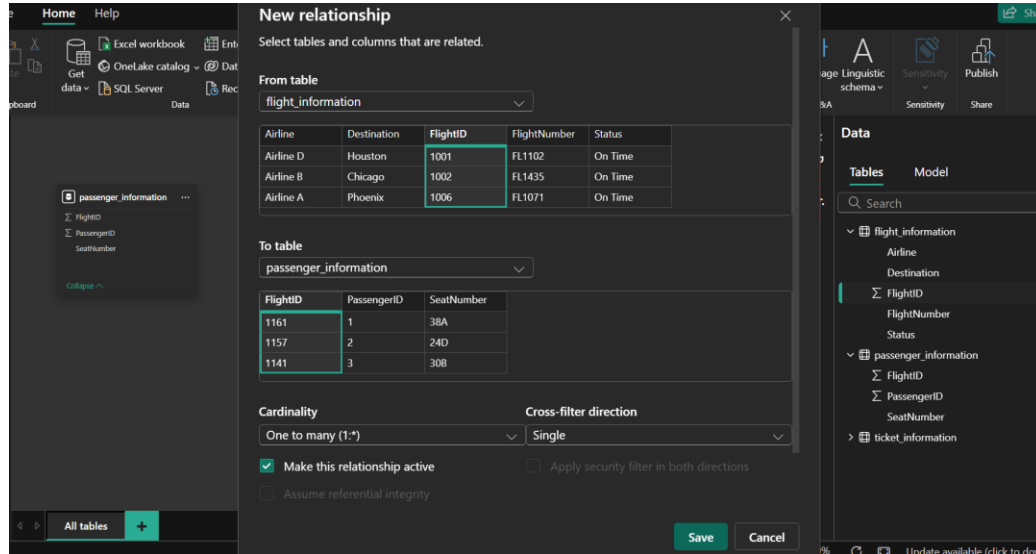 Home Help
Share
Excel workbook
OneLake catalog
SQL Server
Get data
Data
New relationship
Select tables and columns that are related.
From table
flight_information
Airline Destination FlightID FlightNumber Status
Airline D Houston 1001 FL1102 On Time
Airline B Chicago 1002 FL1435 On Time
Airline A Phoenix 1006 FL1071 On Time
To table
passenger_information
FlightID PassengerID SeatNumber
1161 1 38A
1157 2 24D
1141 3 30B
Cardinality
Cross-filter direction
One to many (1:*)
Single
Make this relationship active
Apply security filter in both directions
Assume referential integrity
Save Cancel
passenger_information
FlightID
PassengerID
SeatNumber
Collapse
All tables
Linguistic schema
Sensitivity
Sensitivity
Publish
Share
Data
Tables Model
Search
flight_information
Airline
Destination
FlightID
FlightNumber
Status
passenger_information
FlightID
PassengerID
SeatNumber
ticket_information
Update available (click to do